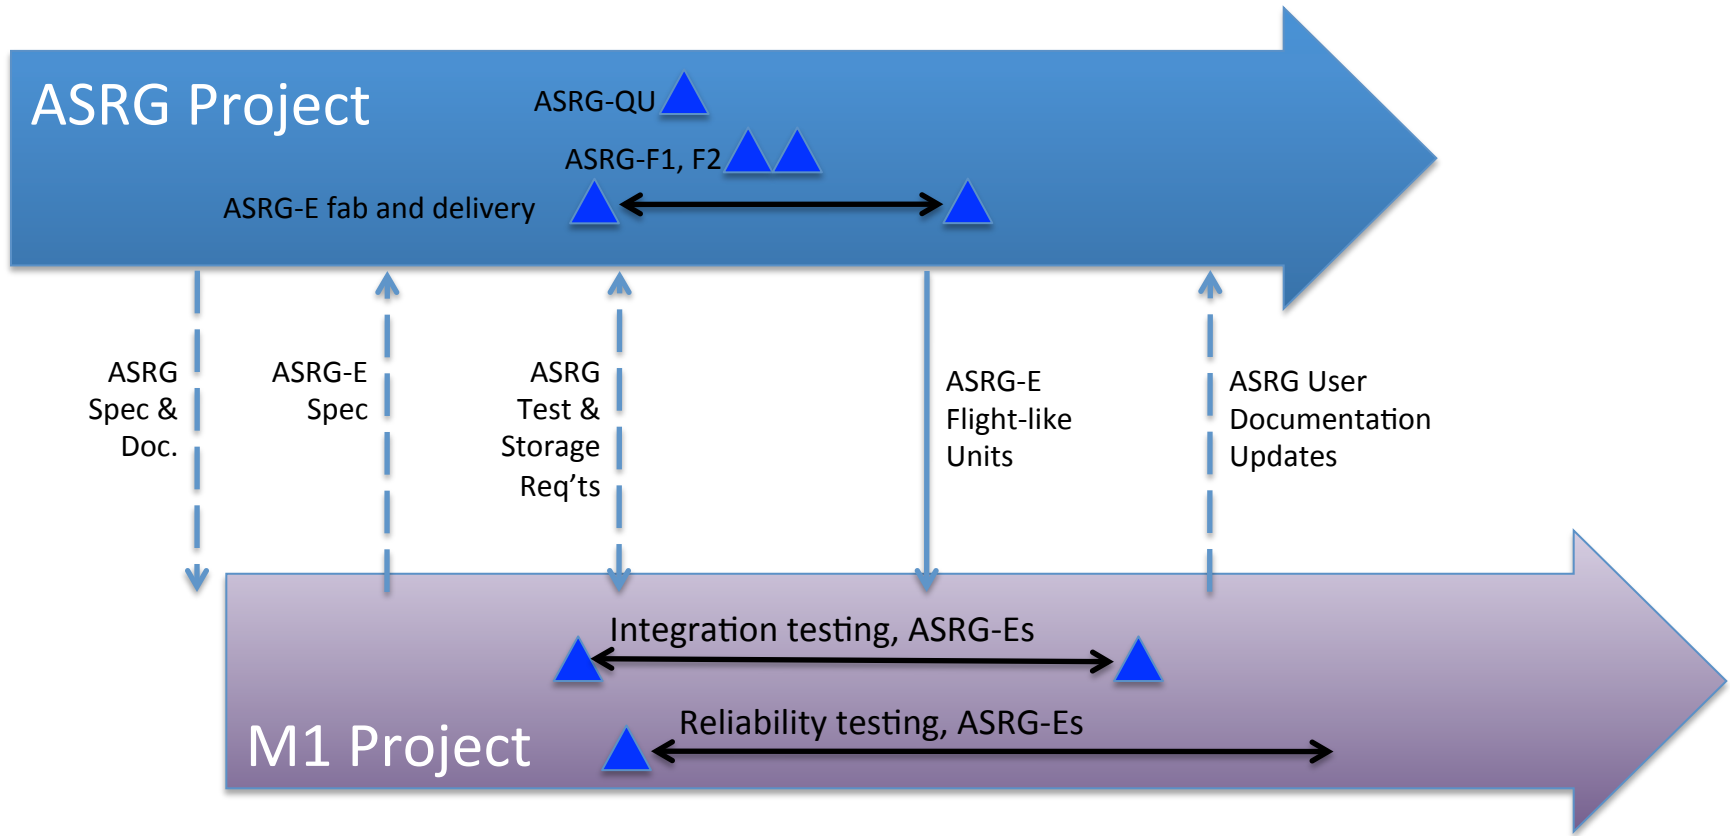 ASRG Project
ASRG-QU
ASRG-F1, F2
ASRG-E fab and delivery
ASRG
Spec &
Doc.
ASRG-E
Spec
ASRG
Test &
Storage
Req’ts
ASRG-E
Flight-like
Units
ASRG User
Documentation
Updates
Integration testing, ASRG-Es
Reliability testing, ASRG-Es
M1 Project